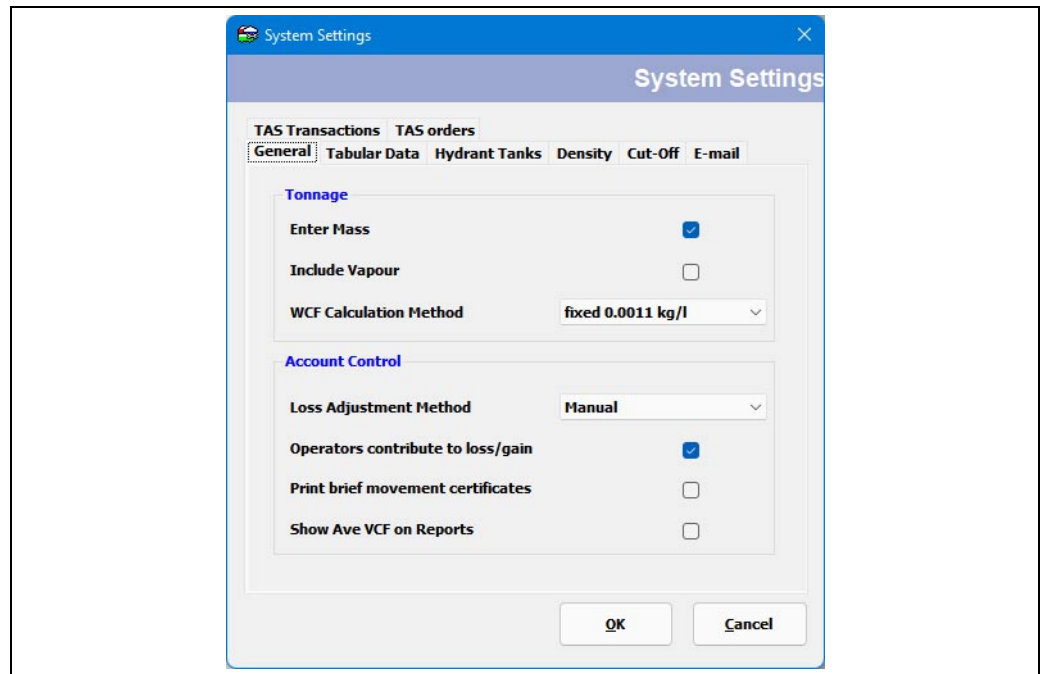 System Settings
System Settings
TAS Transactions TAS orders
General Tabular Data Hydrant Tanks Density Cut-Off E-mail
Tonnage
Enter Mass
Include Vapour
WCF Calculation Method fixed 0.0011 kg/l
Account Control
Loss Adjustment Method Manual
Operators contribute to loss/gain
Print brief movement certificates
Show Ave VCF on Reports
OK Cancel